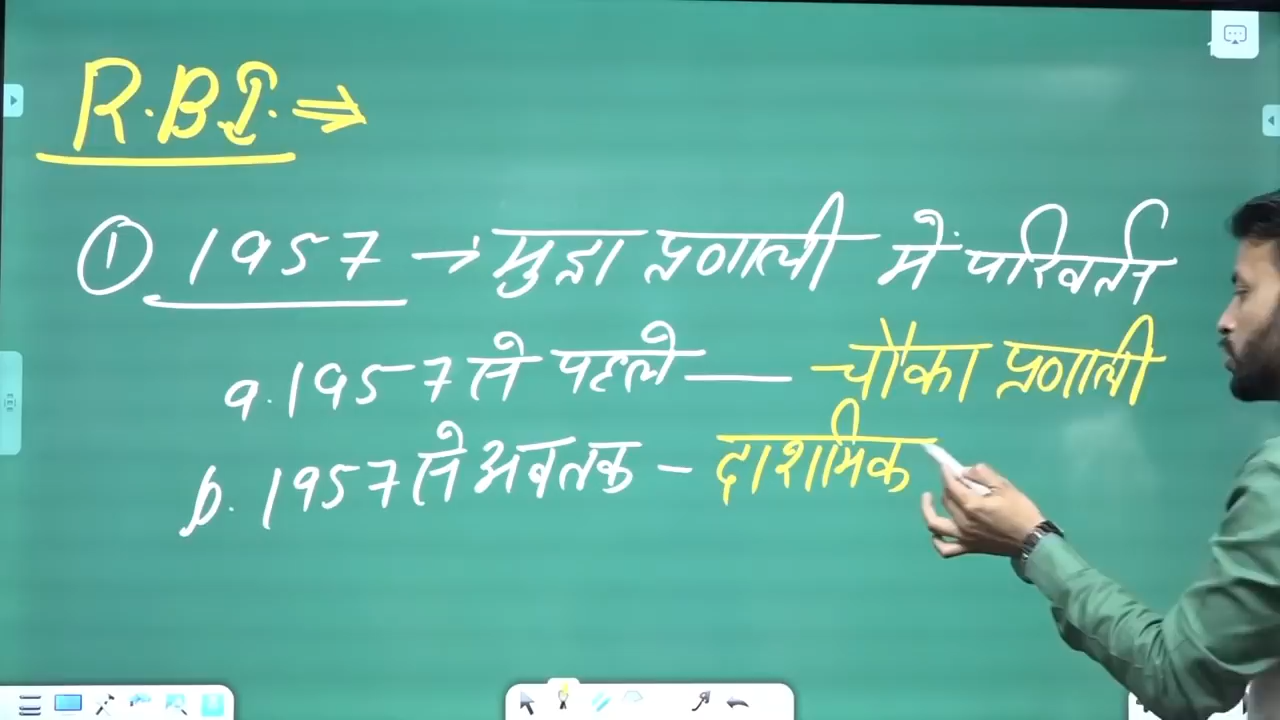 R.B.I. ⇒
① 1957 → मुद्रा प्रणाली में परिवर्तन
a. 1957 से पहले — चौका प्रणाली
b. 1957 से अबतक - दाशमिक